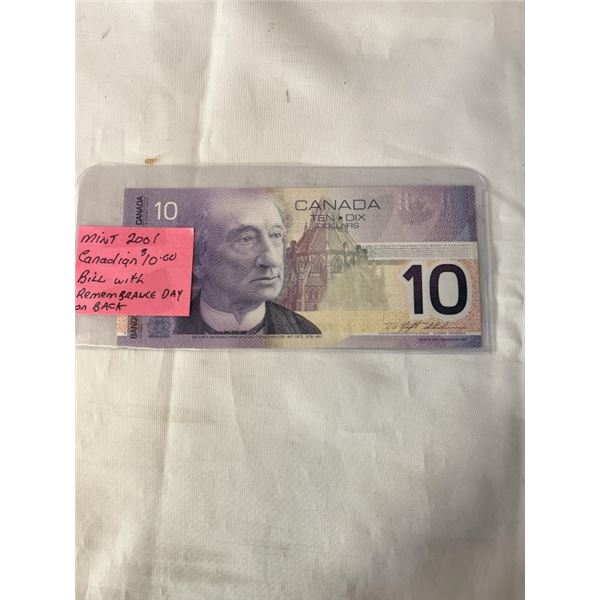 10
CANADA
TEN DIX
DOLLARS
MINT 2001
Canadian $10.00
BILL with
REMEMBRANCE DAY
on BACK
10